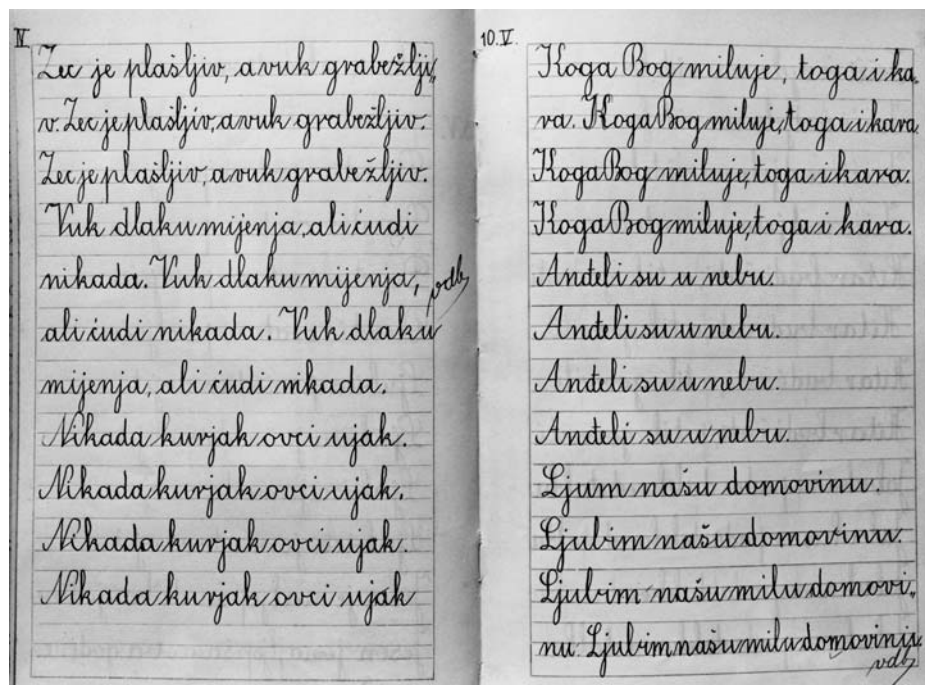 IV
Zec je plašljiv, a vuk grabežlji„
v. Zec je plašljiv, a vuk grabežljiv.
Zec je plašljiv, a vuk grabežljiv.
Vuk dlaku mijenja, ali ćudi
nikada. Vuk dlaku mijenja,
ali ćudi nikada. Vuk dlaku
mijenja, ali ćudi nikada.
Nikada kurjak ovci ujak.
Nikada kurjak ovci ujak.
Nikada kurjak ovci ujak.
Nikada kurjak ovci ujak
10. V.
Koga Bog miluje, toga i ka„
ra. Koga Bog miluje, toga i kara.
Koga Bog miluje, toga i kara.
Koga Bog miluje, toga i kara.
Anđeli su u nebu.
Anđeli su u nebu.
Anđeli su u nebu.
Anđeli su u nebu.
Ljum našu domovinu.
Ljubim našu domovinu.
Ljubim našu milu domovi„
nu. Ljubim našu milu domovinu.